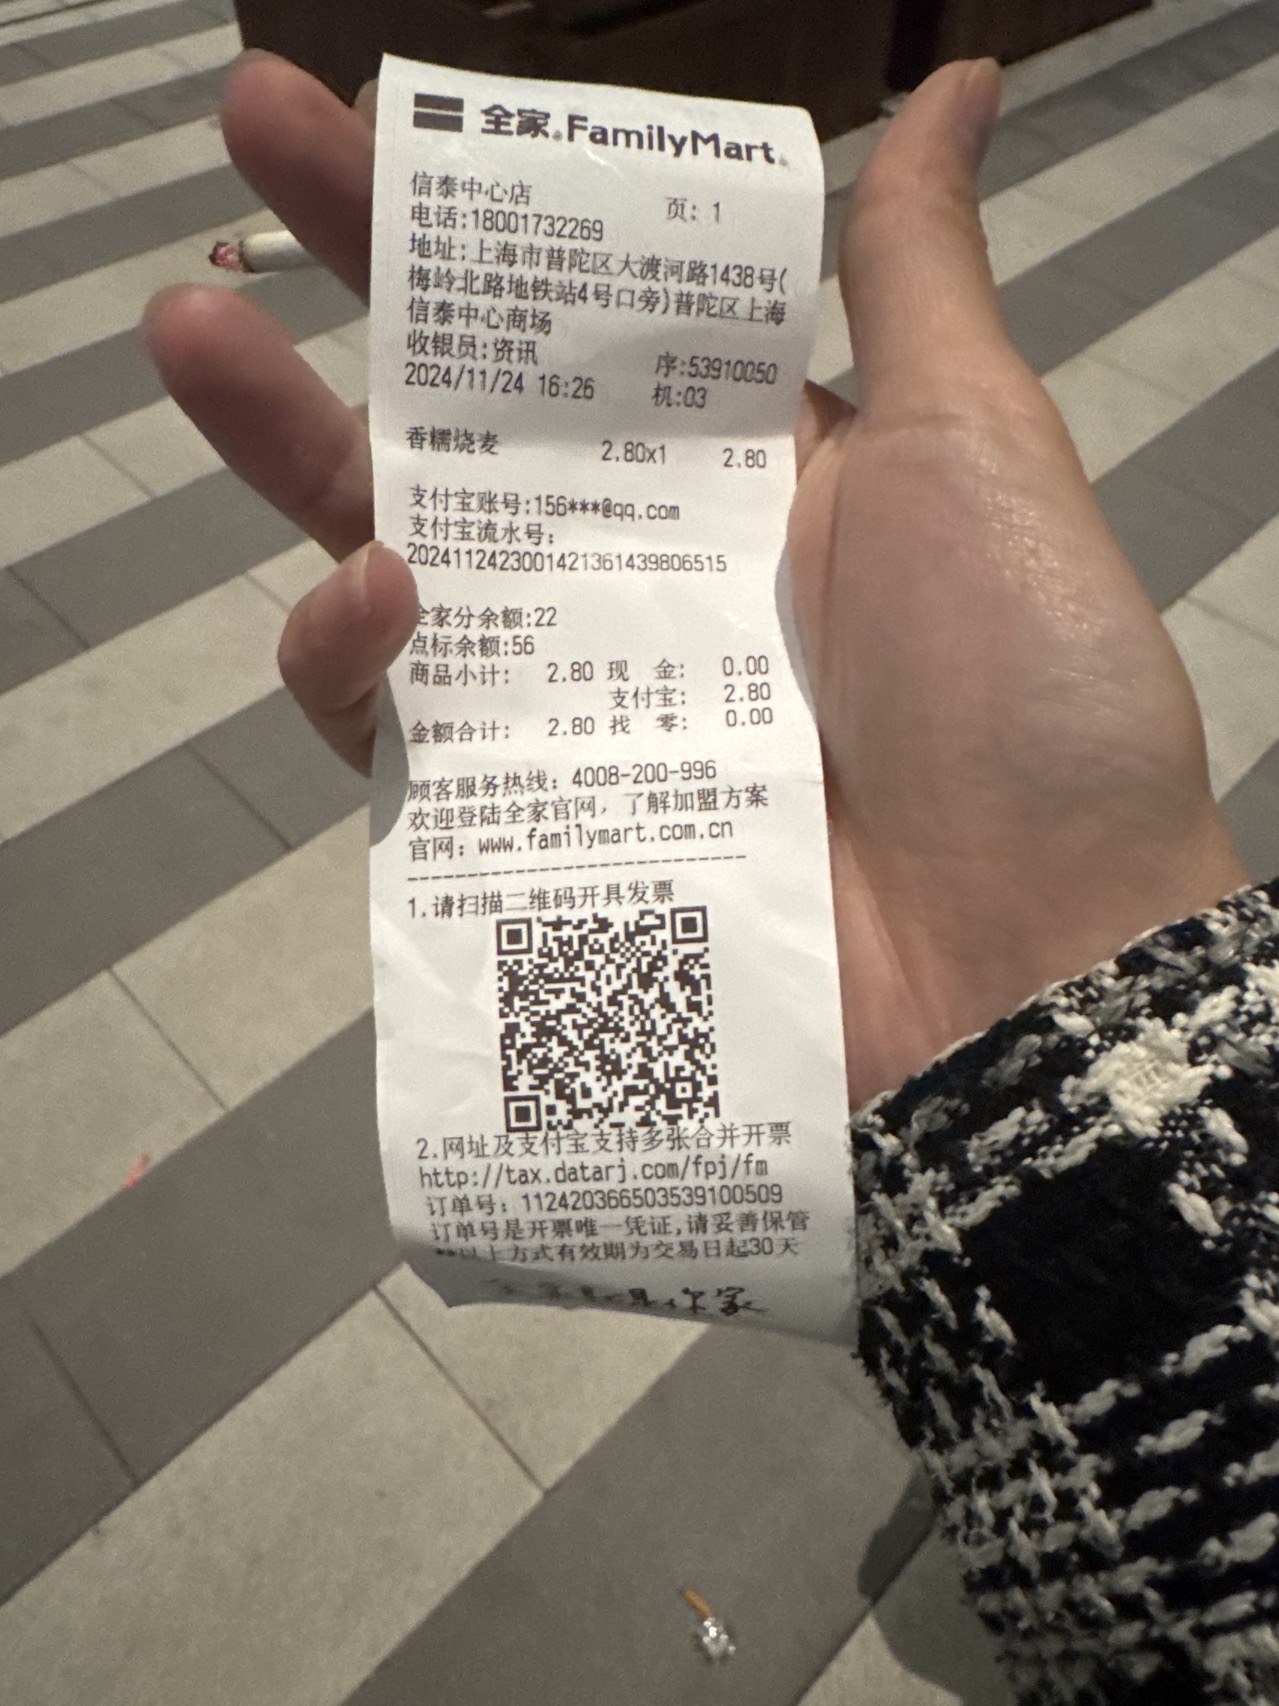 全家 FamilyMart
信泰中心店 页: 1
电话:18001732269
地址:上海市普陀区大渡河路1438号(
梅岭北路地铁站4号口旁)普陀区上海
信泰中心商场
收银员:资讯 序:53910050
2024/11/24 16:26 机:03
香糯烧麦 2.80x1 2.80
支付宝账号:156***@qq.com
支付宝流水号:
2024112423001421361439806515
全家分余额:22
点标余额:56
商品小计: 2.80 现 金: 0.00
支付宝: 2.80
金额合计: 2.80 找 零: 0.00
顾客服务热线: 4008-200-996
欢迎登陆全家官网，了解加盟方案
官网: www.familymart.com.cn
1.请扫描二维码开具发票
2.网址及支付宝支持多张合并开票
http://tax.datarj.com/fpj/fm
订单号: 112420366503539100509
订单号是开票唯一凭证,请妥善保管
以上方式有效期为交易日起30天